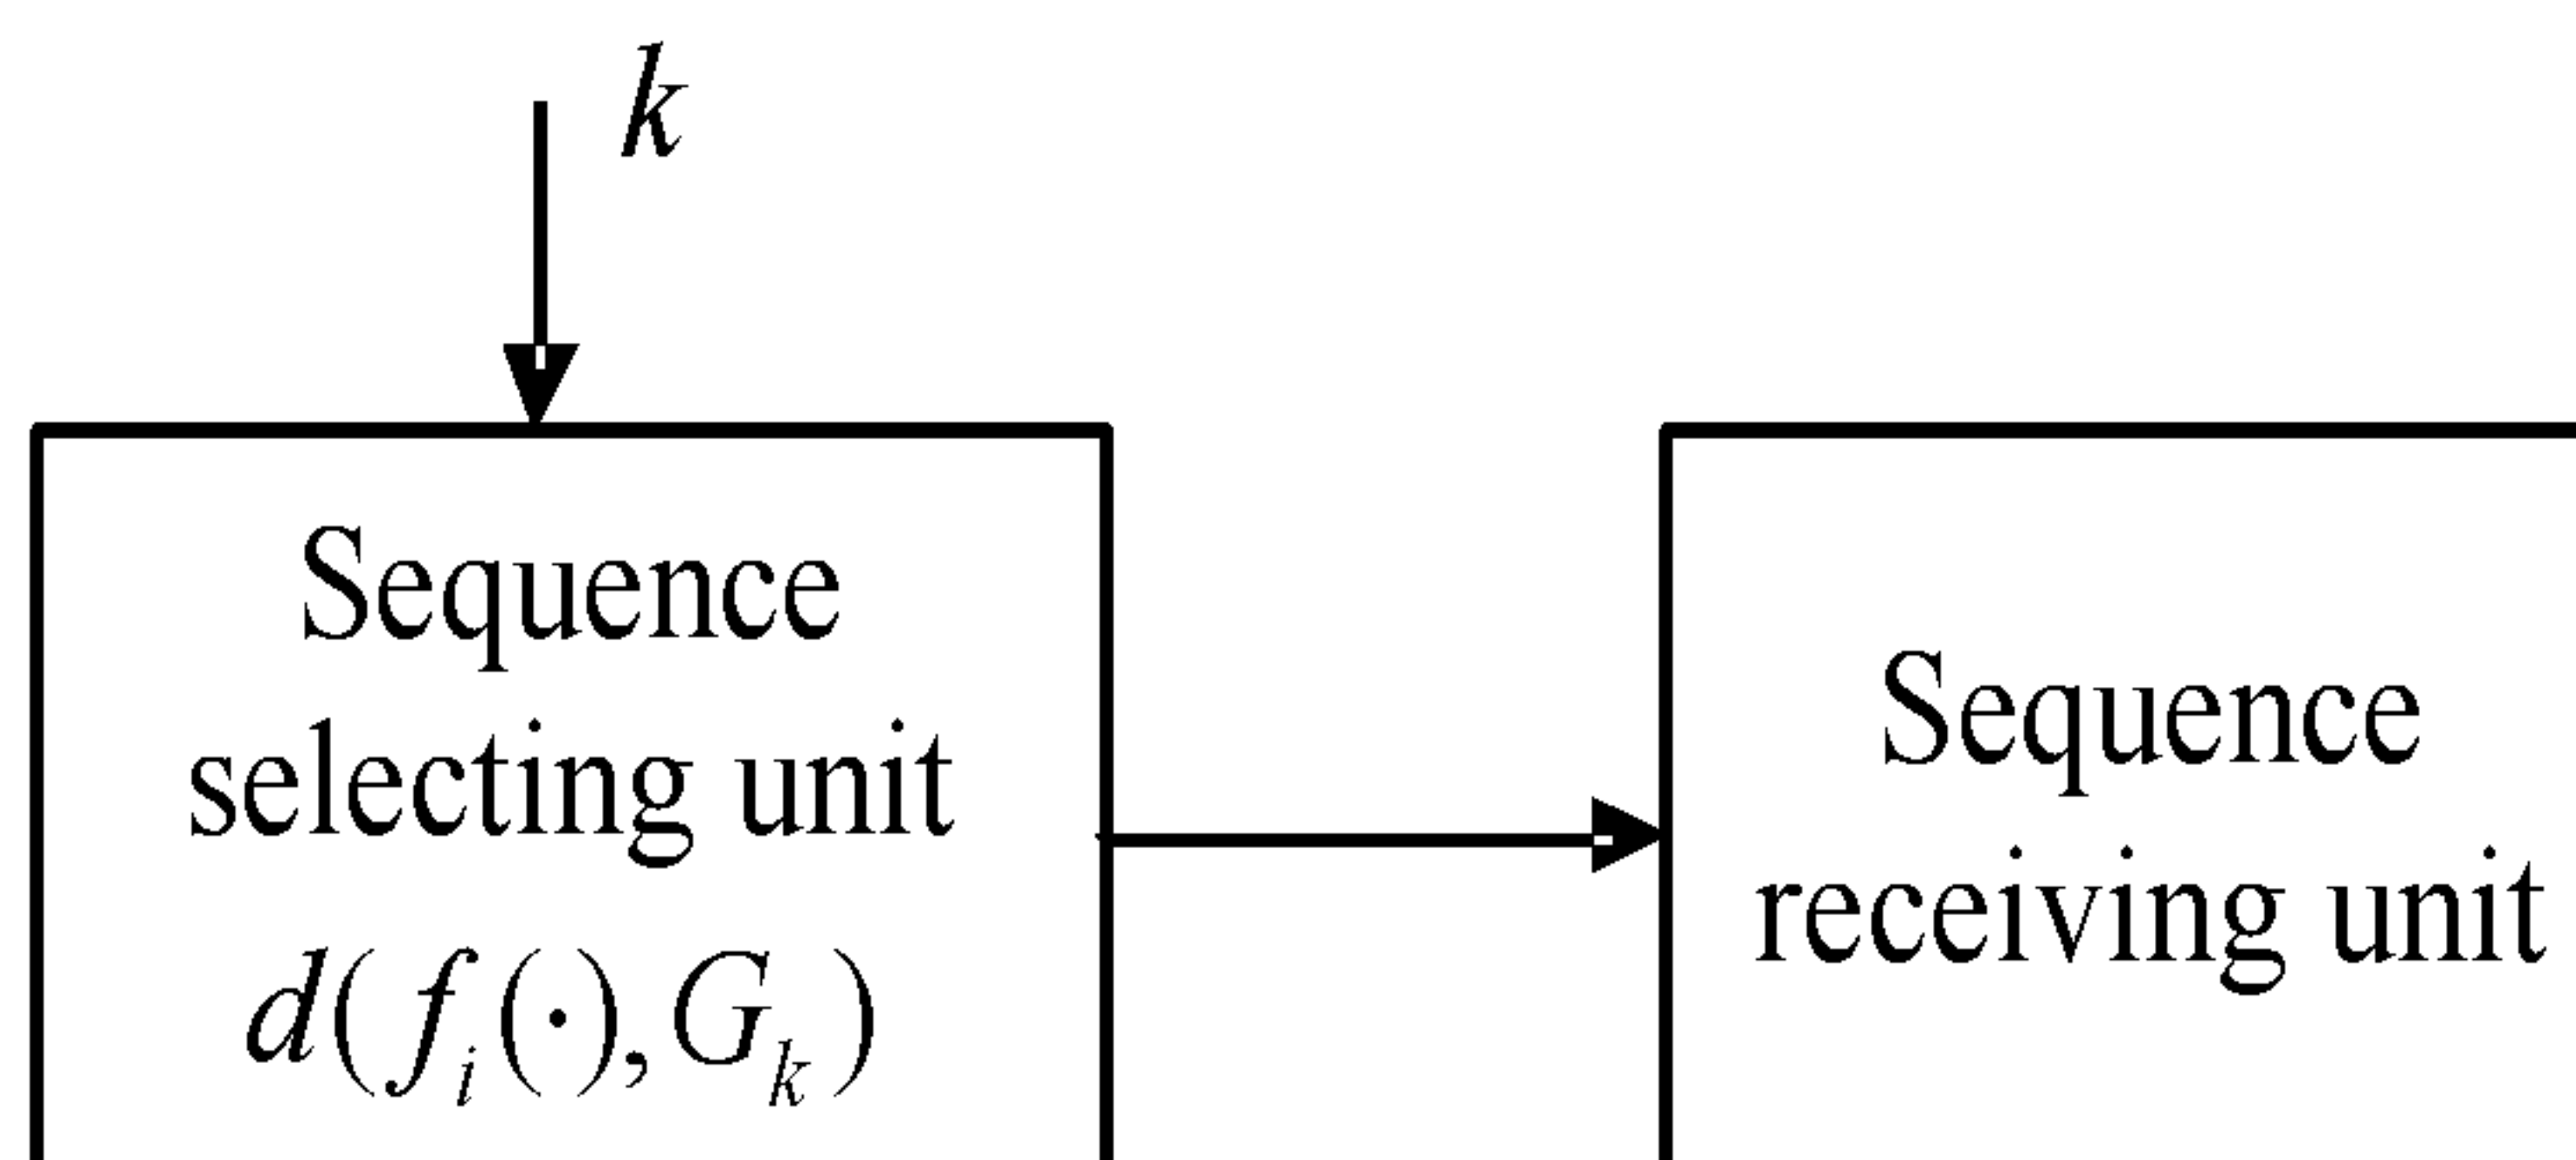 k
Sequence
selecting unit
d(f_i(·), G_k)
Sequence
receiving unit